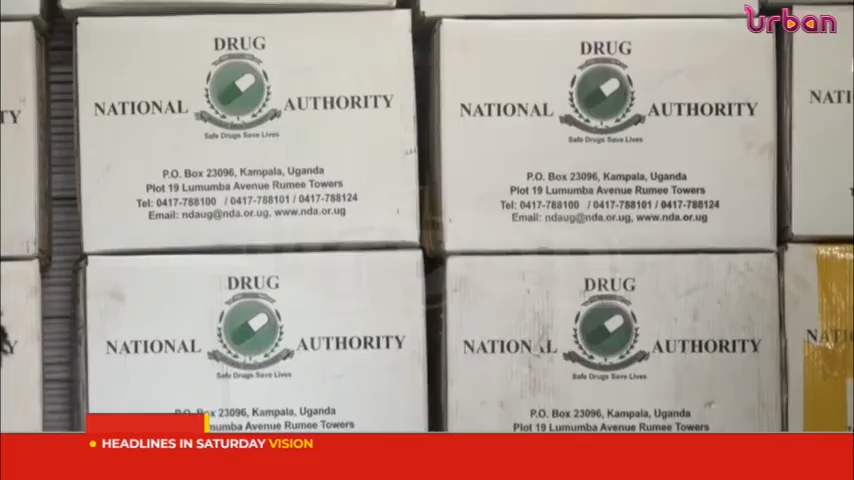 Urban
DRUG
NATIONAL AUTHORITY
Safe Drugs Save Lives
P.O. Box 23096, Kampala, Uganda
Plot 19 Lumumba Avenue Rumee Towers
Tel: 0417-788100 / 0417-788101 / 0417-788124
Email: ndaug@nda.or.ug, www.nda.or.ug
DRUG
NATIONAL AUTHORITY
Safe Drugs Save Lives
P.O. Box 23096, Kampala, Uganda
Plot 19 Lumumba Avenue Rumee Towers
Tel: 0417-788100 / 0417-788101 / 0417-788124
Email: ndaug@nda.or.ug, www.nda.or.ug
DRUG
NATIONAL AUTHORITY
Safe Drugs Save Lives
Kampala, Uganda
Avenue Rumee Towers
DRUG
AUTHORITY
Safe Drugs Save Lives
P.O. Box 23096, Kampala, Uganda
Plot 19 Lumumba Avenue Rumee Towers
HEADLINES IN SATURDAY VISION